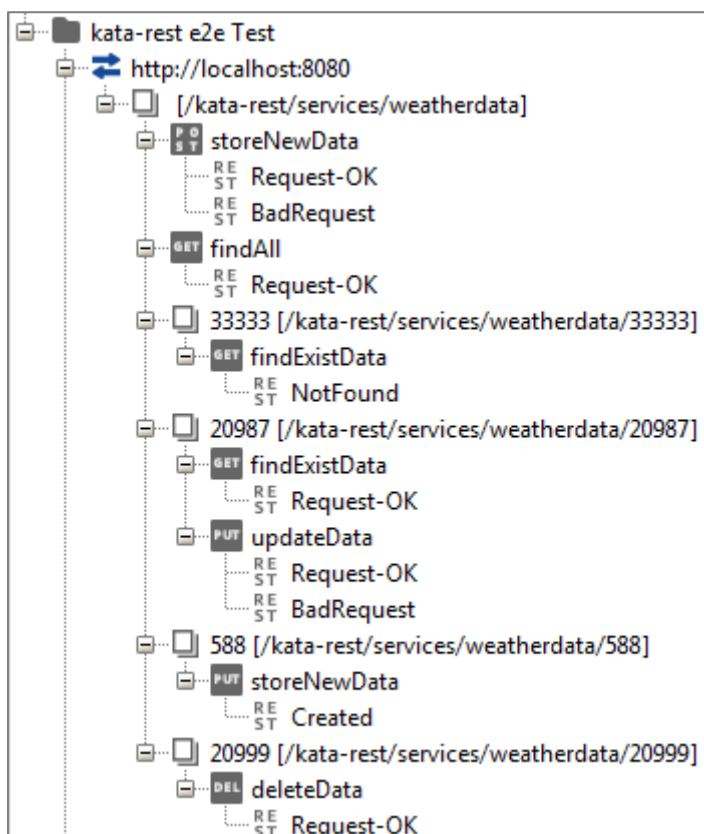 kata-rest e2e Test
http://localhost:8080
[/kata-rest/services/weatherdata]
POST storeNewData
REST Request-OK
REST BadRequest
GET findAll
REST Request-OK
33333 [/kata-rest/services/weatherdata/33333]
GET findExistData
REST NotFound
20987 [/kata-rest/services/weatherdata/20987]
GET findExistData
REST Request-OK
PUT updateData
REST Request-OK
REST BadRequest
588 [/kata-rest/services/weatherdata/588]
PUT storeNewData
REST Created
20999 [/kata-rest/services/weatherdata/20999]
DEL deleteData
REST Request-OK